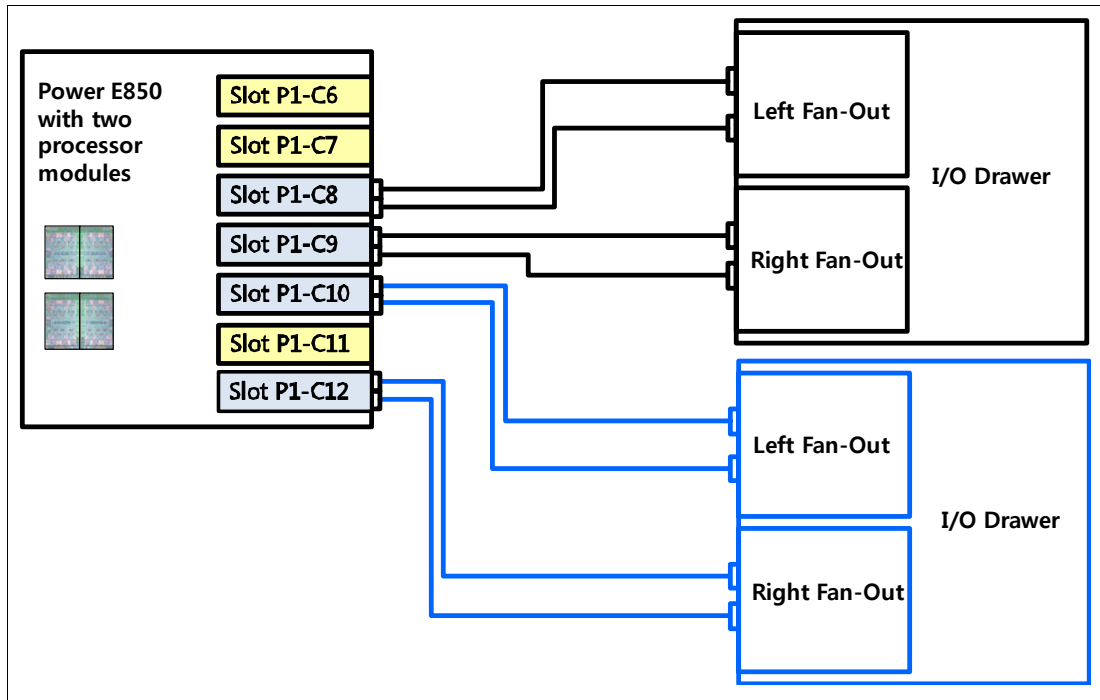 Power E850
with two
processor
modules
Slot P1-C6
Slot P1-C7
Slot P1-C8
Slot P1-C9
Slot P1-C10
Slot P1-C11
Slot P1-C12
Left Fan-Out
Right Fan-Out
I/O Drawer
Left Fan-Out
Right Fan-Out
I/O Drawer